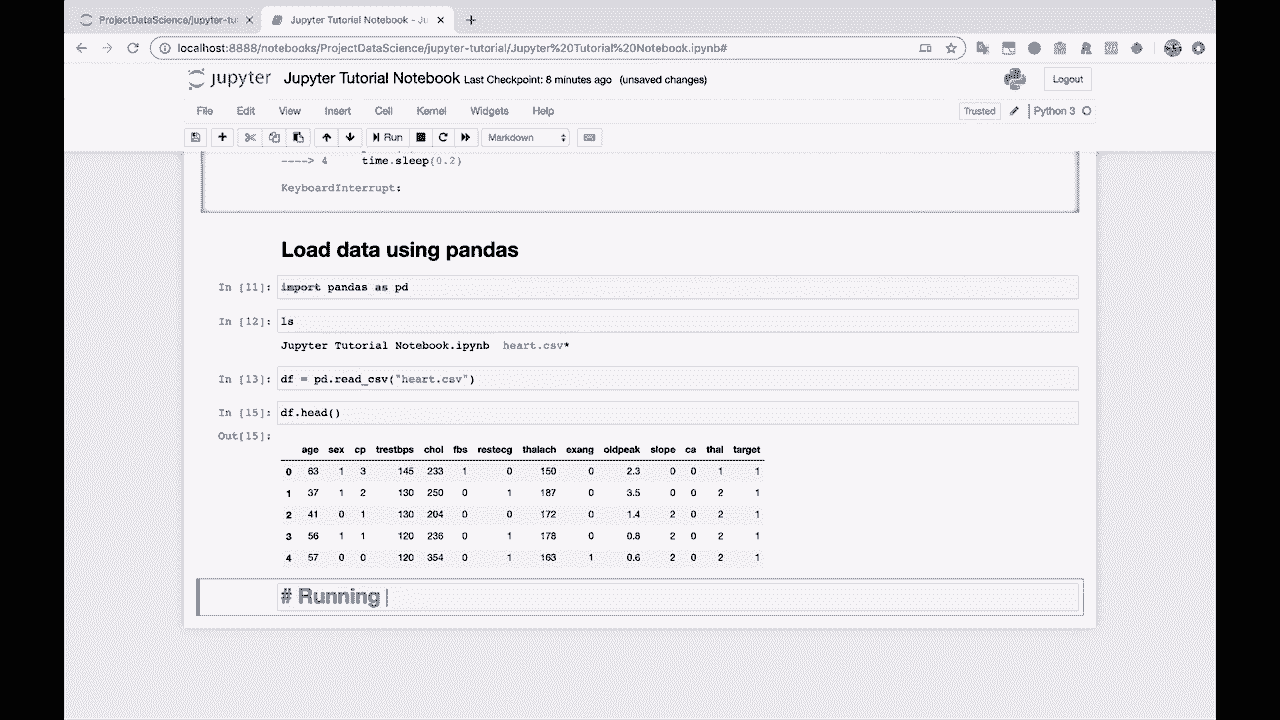 ProjectDataScience/jupyter-tu
Jupyter Tutorial Notebook - Ju
localhost:8888/notebooks/ProjectDataScience/jupyter-tutorial/Jupyter%20Tutorial%20Notebook.ipynb#
jupyter Jupyter Tutorial Notebook Last Checkpoint: 8 minutes ago (unsaved changes) Logout
File Edit View Insert Cell Kernel Widgets Help Trusted Python 3
Run Markdown
----> 4 time.sleep(0.2)
KeyboardInterrupt:
Load data using pandas
In [11]: import pandas as pd
In [12]: ls
Jupyter Tutorial Notebook.ipynb heart.csv*
In [13]: df = pd.read_csv("heart.csv")
In [15]: df.head()
Out[15]:
age sex cp trestbps chol fbs restecg thalach exang oldpeak slope ca thal target
0 63 1 3 145 233 1 0 150 0 2.3 0 0 1 1
1 37 1 2 130 250 0 1 187 0 3.5 0 0 2 1
2 41 0 1 130 204 0 0 172 0 1.4 2 0 2 1
3 56 1 1 120 236 0 1 178 0 0.8 2 0 2 1
4 57 0 0 120 354 0 1 163 1 0.6 2 0 2 1
# Running